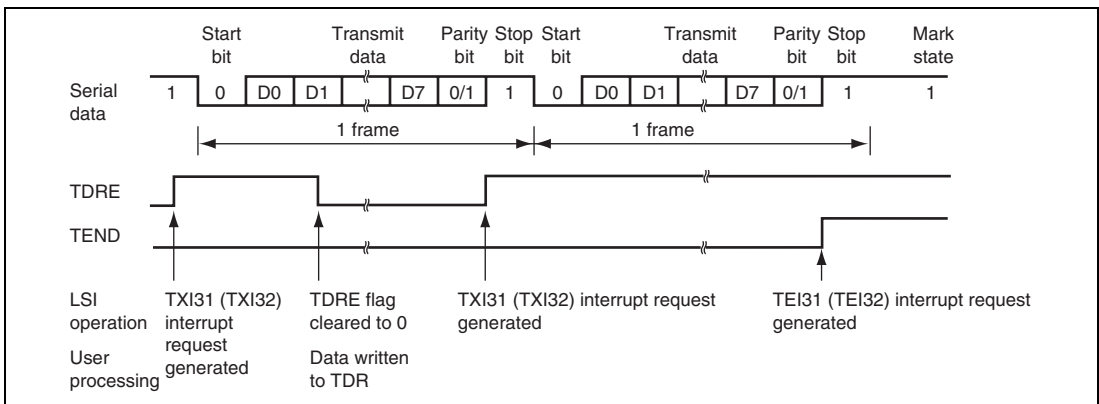 Start bit Transmit data Parity bit Stop bit Start bit Transmit data Parity bit Stop bit Mark state
Serial data 1 0 D0 D1 D7 0/1 1 0 D0 D1 D7 0/1 1 1
1 frame 1 frame
TDRE
TEND
LSI operation
TXI31 (TXI32) interrupt request generated
TDRE flag cleared to 0
TXI31 (TXI32) interrupt request generated
TEI31 (TEI32) interrupt request generated
User processing
Data written to TDR